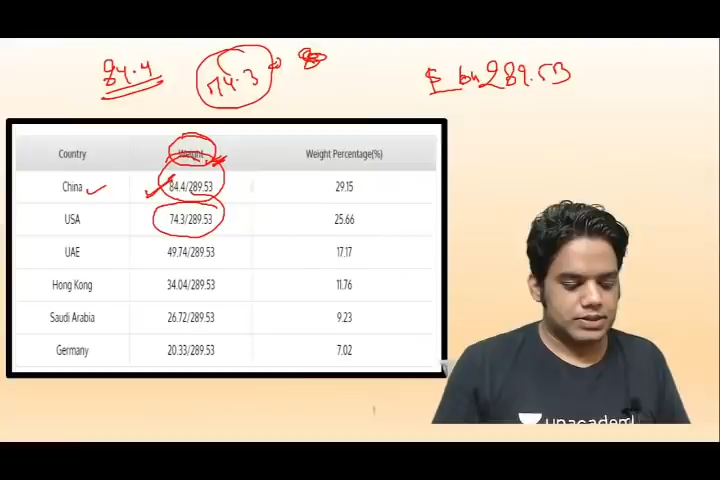 84.4 74.3 $ bn 289.53
Country Weight Weight Percentage(%)
China 84.4/289.53 29.15
USA 74.3/289.53 25.66
UAE 49.74/289.53 17.17
Hong Kong 34.04/289.53 11.76
Saudi Arabia 26.72/289.53 9.23
Germany 20.33/289.53 7.02
unacademy